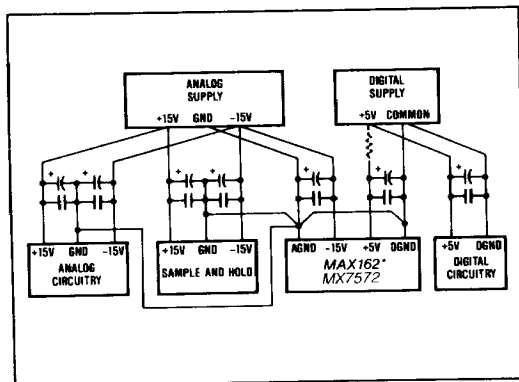 ANALOG
SUPPLY
+15V GND -15V
DIGITAL
SUPPLY
+5V COMMON
+ + + + +
+15V GND -15V
ANALOG
CIRCUITRY
+15V GND -15V
SAMPLE AND HOLD
AGND -15V +5V DGND
MAX162*
MX7572
+5V DGND
DIGITAL
CIRCUITRY